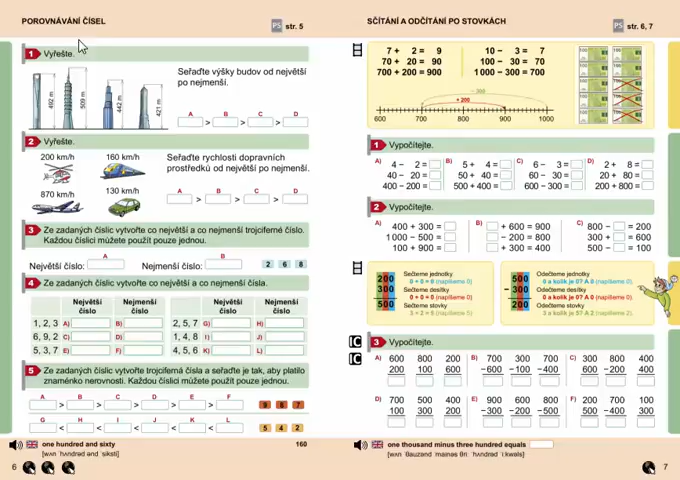 POROVNÁVÁNÍ ČÍSEL
PS str. 5
1 Vyřešte.
492 m
509 m
442 m
421 m
Seřaďte výšky budov od největší
po nejmenší.
A B C D
> > >
2 Vyřešte.
200 km/h 160 km/h
870 km/h 130 km/h
Seřaďte rychlosti dopravních
prostředků od největší po nejmenší.
A B C D
> > >
3 Ze zadaných číslic vytvořte co největší a co nejmenší trojciferné číslo.
Každou číslici můžete použít pouze jednou.
A B
Největší číslo: Nejmenší číslo: 2 6 8
4 Ze zadaných číslic vytvořte co největší a co nejmenší čísla.
Největší číslo Nejmenší číslo Největší číslo Nejmenší číslo
1, 2, 3 A) B) 2, 5, 7 G) H)
6, 9, 2 C) D) 1, 4, 8 I) J)
5, 3, 7 E) F) 4, 5, 6 K) L)
5 Ze zadaných číslic vytvořte trojciferná čísla a seřaďte je tak, aby platilo
znaménko nerovnosti. Každou číslici můžete použít pouze jednou.
A B C D E F
> > > > > 9 8 7
G H I J K L
< < < < < 5 4 2
one hundred and sixty 160
6
SČÍTÁNÍ A ODČÍTÁNÍ PO STOVKÁCH
PS str. 6, 7
7 + 2 = 9 10 − 3 = 7
70 + 20 = 90 100 − 30 = 70
700 + 200 = 900 1 000 − 300 = 700
− 300
+ 200
600 700 800 900 1000
1 Vypočítejte.
A) 4 − 2 = B) 5 + 4 = C) 6 − 3 = D) 2 + 8 =
40 − 20 = 50 + 40 = 60 − 30 = 20 + 80 =
400 − 200 = 500 + 400 = 600 − 300 = 200 + 800 =
2 Vypočítejte.
A) 400 + 300 = B) + 600 = 900 C) 800 − = 200
1 000 − 500 = − 200 = 800 300 + = 600
100 + 900 = + 300 = 400 500 − = 100
200
300
500
Sečteme jednotky
0 + 0 = 0 (napíšeme 0)
Sečteme desítky
0 + 0 = 0 (napíšeme 0)
Sečteme stovky
3 + 2 = 5 (napíšeme 5)
500
− 300
200
Odečteme jednotky
0 a kolik je 0? A 0 (napíšeme 0).
Odečteme desítky
0 a kolik je 0? A 0 (napíšeme 0).
Odečteme stovky
3 a kolik je 5? A 2 (napíšeme 2).
3 Vypočítejte.
A) 600 800 200 B) 700 300 700 C) 300 800 400
200 100 600 −600 −100 −400 600 −200 400
D) 700 500 400 E) 900 600 800 F) 200 700 100
100 300 200 −300 −200 −500 500 −400 300
one thousand minus three hundred equals
7